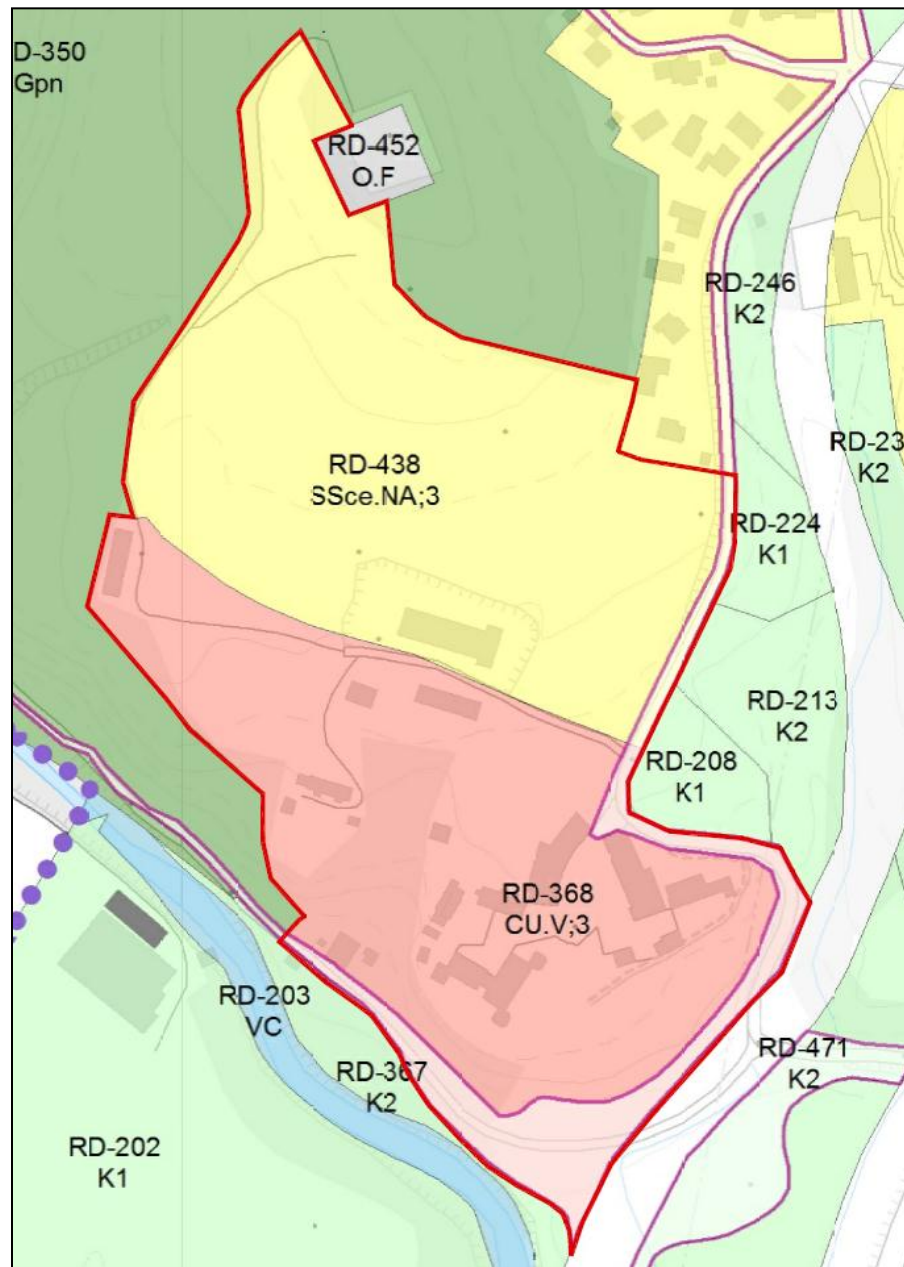 D-350
Gpn
RD-452
O.F
RD-246
K2
RD-438
SSce.NA;3
RD-23
K2
RD-224
K1
RD-213
K2
RD-208
K1
RD-368
CU.V;3
RD-203
VC
RD-471
K2
RD-367
K2
RD-202
K1